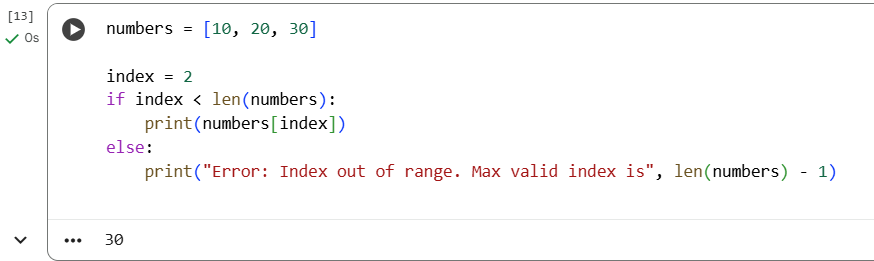 [13]
0s
numbers = [10, 20, 30]
index = 2
if index < len(numbers):
    print(numbers[index])
else:
    print("Error: Index out of range. Max valid index is", len(numbers) - 1)
30